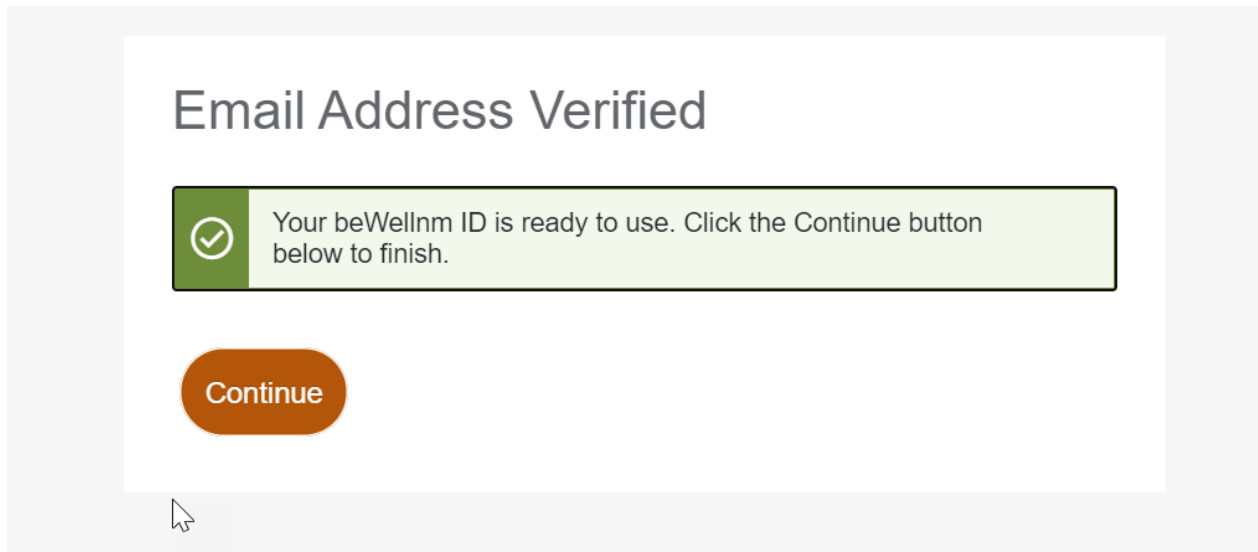 Email Address Verified
Your beWellnm ID is ready to use. Click the Continue button
below to finish.
Continue